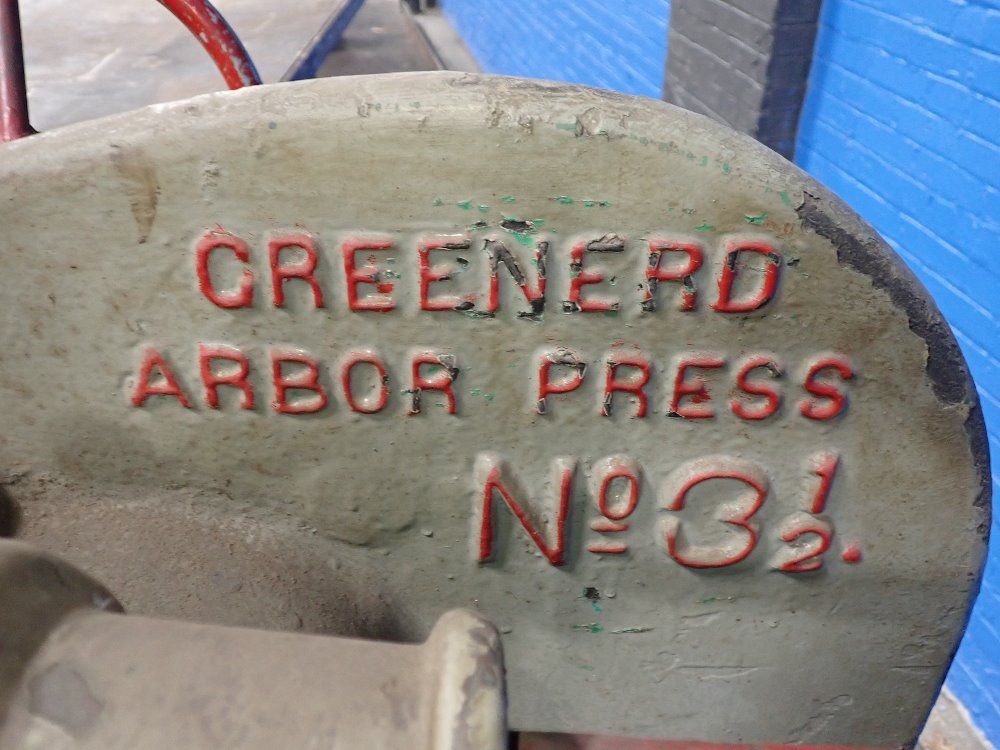 GREENERD
ARBOR PRESS
Nº 3½.